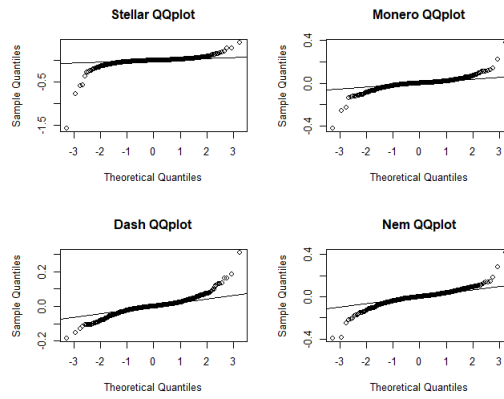 Stellar QQplot
Sample Quantiles
-0.5
-1.5
-3 -2 -1 0 1 2 3
Theoretical Quantiles
Monero QQplot
Sample Quantiles
0.4
0.0
-0.4
-3 -2 -1 0 1 2 3
Theoretical Quantiles
Dash QQplot
Sample Quantiles
0.2
0.0
-0.2
-3 -2 -1 0 1 2 3
Theoretical Quantiles
Nem QQplot
Sample Quantiles
0.4
0.0
-0.4
-3 -2 -1 0 1 2 3
Theoretical Quantiles